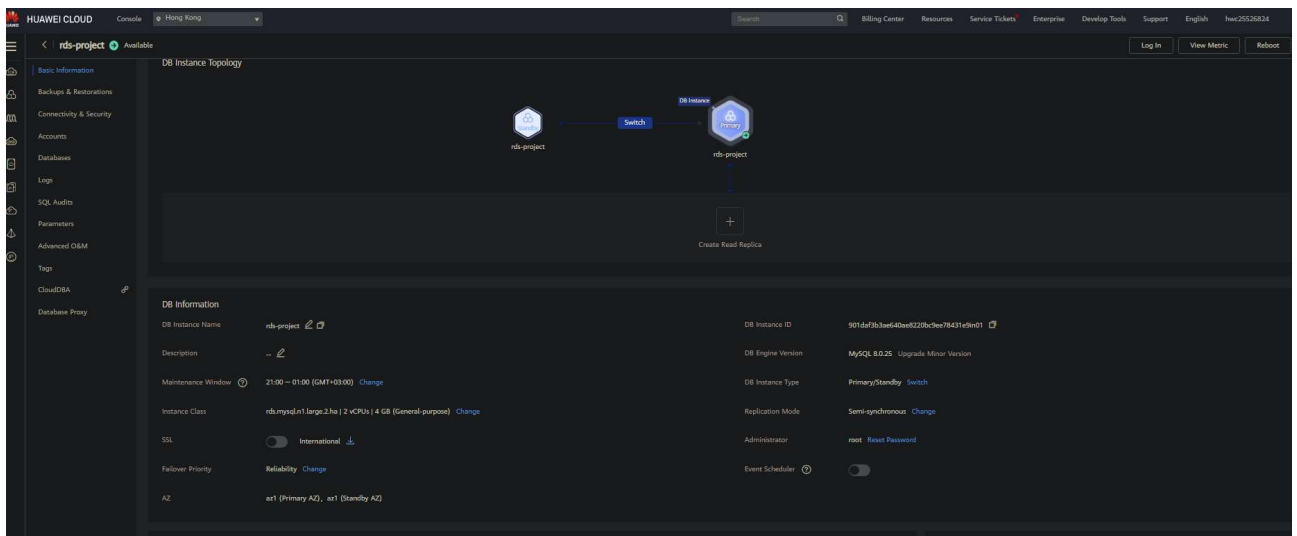 HUAWEI CLOUD Console Hong Kong Search Billing Center Resources Service Tickets Enterprise Develop Tools Support English hwc25526824
rds-project Available Log In View Metric Reboot
Basic Information
Backups & Restorations
Connectivity & Security
Accounts
Databases
Logs
SQL Audits
Parameters
Advanced O&M
Tags
CloudDBA
Database Proxy
DB Instance Topology
DB Instance
Standby Switch Primary
rds-project rds-project
+
Create Read Replica
DB Information
DB Instance Name rds-project DB Instance ID 901daf3b3ae640ae8220bc9ee78431e9in01
Description -- DB Engine Version MySQL 8.0.25 Upgrade Minor Version
Maintenance Window 21:00 — 01:00 (GMT+03:00) Change DB Instance Type Primary/Standby Switch
Instance Class rds.mysql.n1.large.2.ha | 2 vCPUs | 4 GB (General-purpose) Change Replication Mode Semi-synchronous Change
SSL International Administrator root Reset Password
Failover Priority Reliability Change Event Scheduler
AZ az1 (Primary AZ), az1 (Standby AZ)